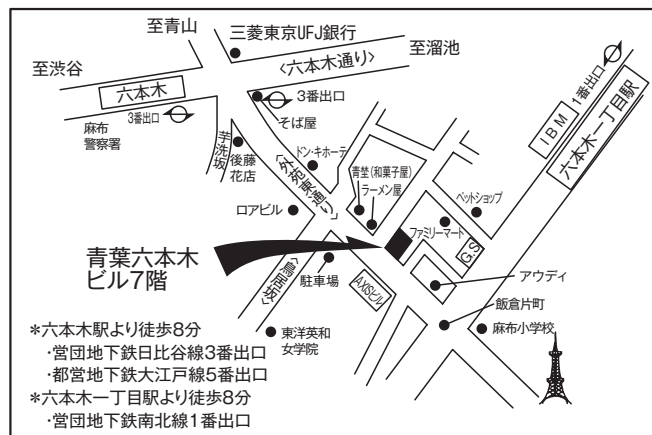 至青山
三菱東京UFJ銀行
至渋谷
〈六本木通り〉
至溜池
六本木
3番出口
麻布
警察署
3番出口
そば屋
芋洗坂
後藤
花店
ドン・キホーテ
〈外苑東通り〉
ロアビル
青埜(和菓子屋)
ラーメン屋
ペットショップ
ファミリーマート
G.S
IBM
1番出口
六本木一丁目駅
青葉六本木
ビル7階
〈鳥居坂〉
駐車場
AXISビル
アウディ
飯倉片町
麻布小学校
東洋英和
女学院
*六本木駅より徒歩8分
・営団地下鉄日比谷線3番出口
・都営地下鉄大江戸線5番出口
*六本木一丁目駅より徒歩8分
・営団地下鉄南北線1番出口